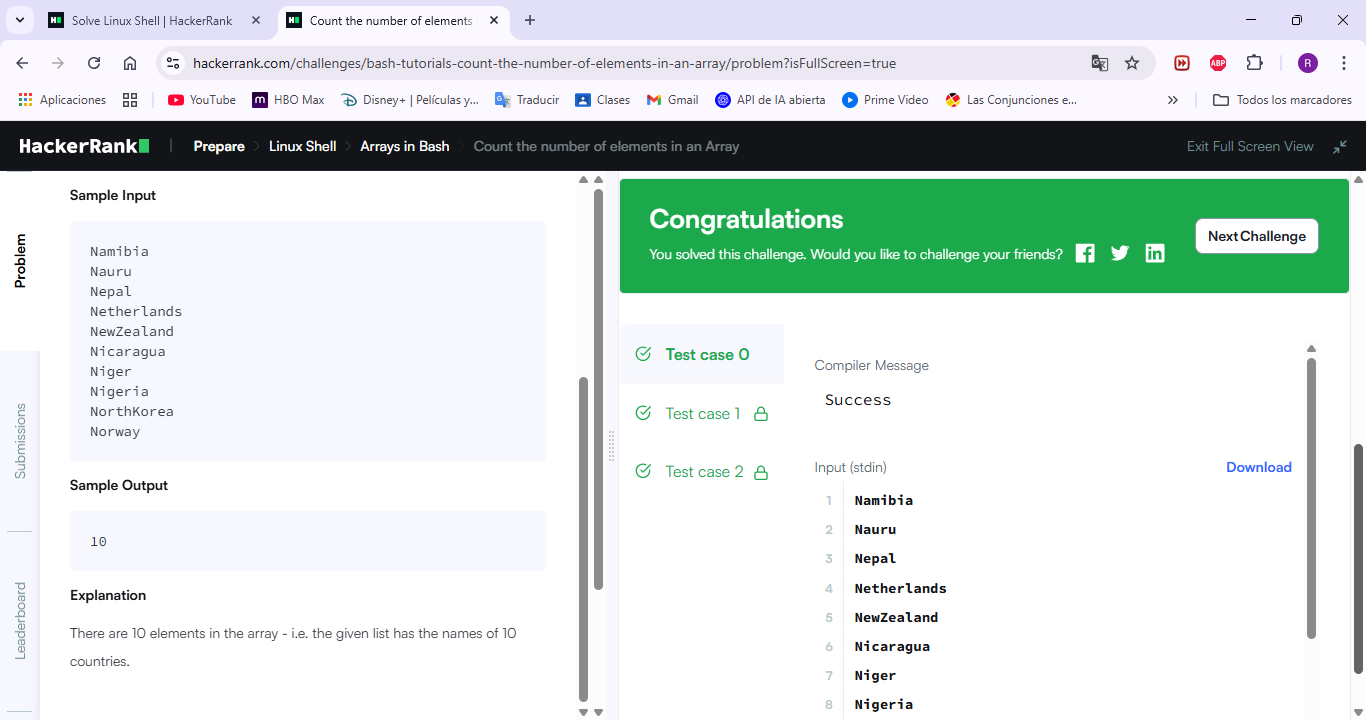 Solve Linux Shell | HackerRank
Count the number of elements
hackerrank.com/challenges/bash-tutorials-count-the-number-of-elements-in-an-array/problem?isFullScreen=true
ABP
R
Aplicaciones
YouTube
HBO Max
Disney+ | Películas y...
Traducir
Clases
Gmail
API de IA abierta
Prime Video
Las Conjunciones e...
Todos los marcadores
HackerRank
Prepare
Linux Shell
Arrays in Bash
Count the number of elements in an Array
Exit Full Screen View
Problem
Submissions
Leaderboard
Sample Input
Namibia
Nauru
Nepal
Netherlands
NewZealand
Nicaragua
Niger
Nigeria
NorthKorea
Norway
Sample Output
10
Explanation
There are 10 elements in the array - i.e. the given list has the names of 10
countries.
Congratulations
You solved this challenge. Would you like to challenge your friends?
Next Challenge
Test case 0
Test case 1
Test case 2
Compiler Message
Success
Input (stdin)
Download
1 Namibia
2 Nauru
3 Nepal
4 Netherlands
5 NewZealand
6 Nicaragua
7 Niger
8 Nigeria